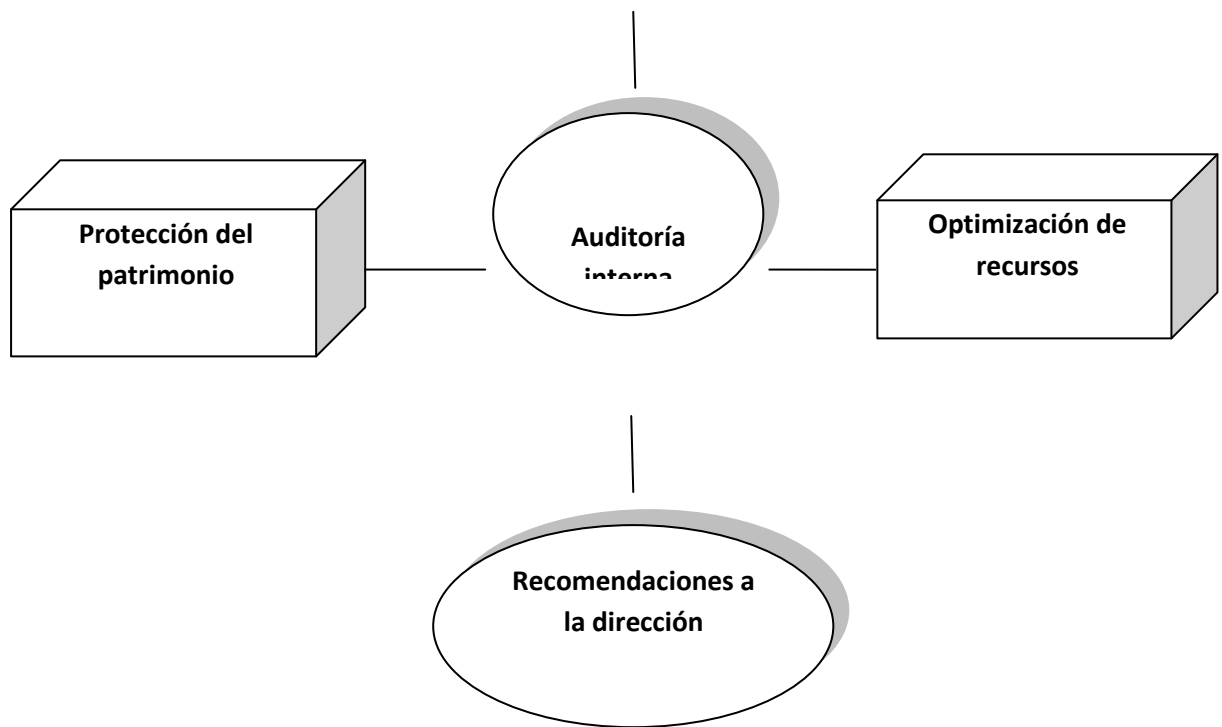 Protección del
patrimonio
Auditoría
interna
Optimización de
recursos
Recomendaciones a
la dirección